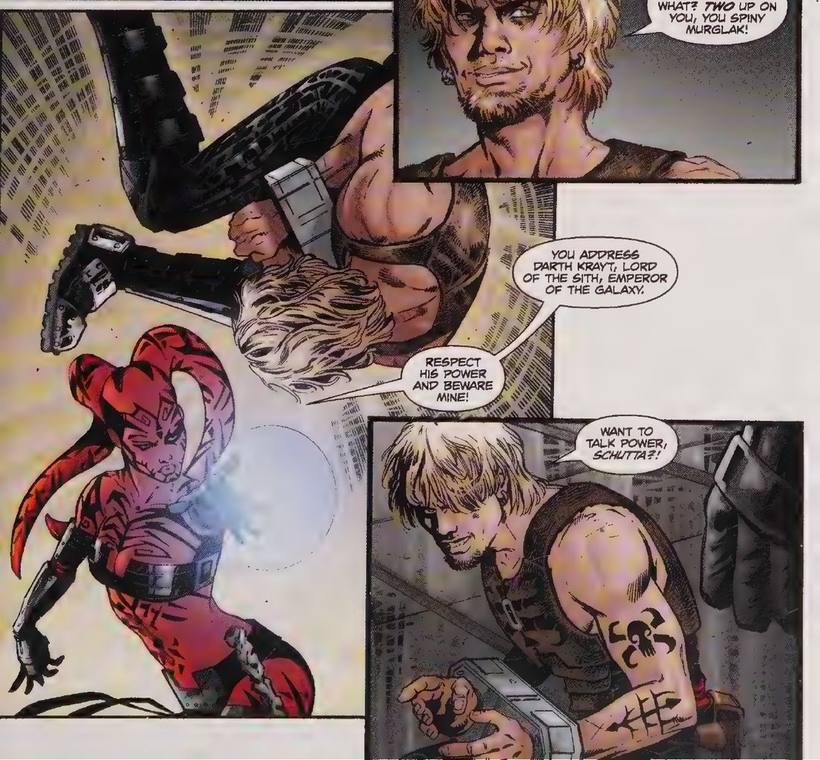 WHAT? TWO UP ON
YOU, YOU SPINY
MURGLAK!
YOU ADDRESS
DARTH KRAYT, LORD
OF THE SITH, EMPEROR
OF THE GALAXY.
RESPECT
HIS POWER
AND BEWARE
MINE!
WANT TO
TALK POWER,
SCHUTTA?!